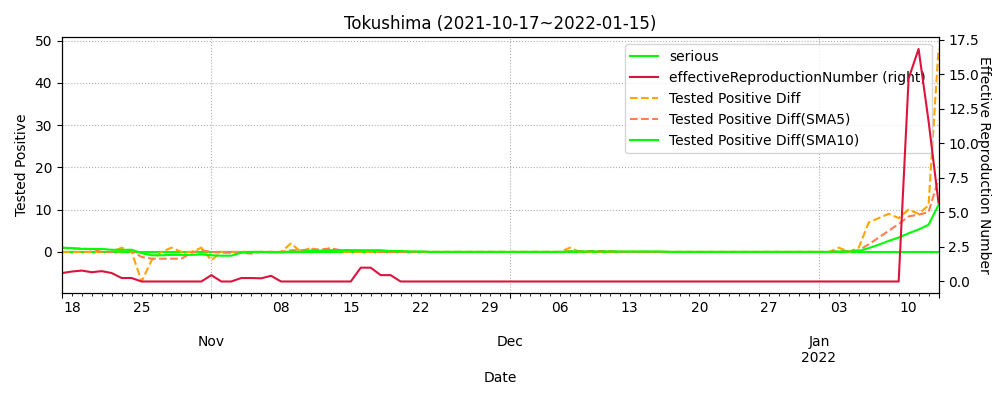 Tokushima (2021-10-17~2022-01-15)
50
40
30
20
10
0
Tested Positive
17.5
15.0
12.5
10.0
7.5
5.0
2.5
0.0
Effective Reproduction Number
serious
effectiveReproductionNumber (right)
Tested Positive Diff
Tested Positive Diff(SMA5)
Tested Positive Diff(SMA10)
18 25 08 15 22 29 06 13 20 27 03 10
Nov Dec Jan
2022
Date